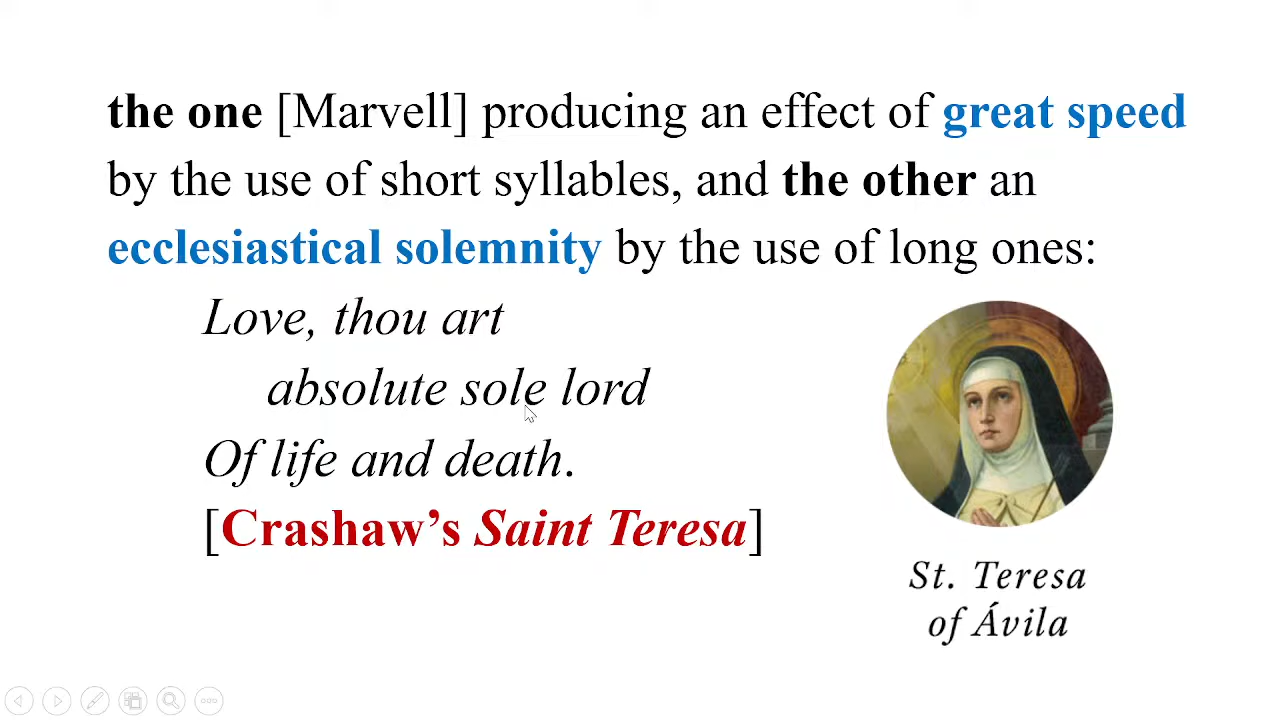 the one [Marvell] producing an effect of great speed
by the use of short syllables, and the other an
ecclesiastical solemnity by the use of long ones:
Love, thou art
absolute sole lord
Of life and death.
[Crashaw’s Saint Teresa]
St. Teresa
of Ávila